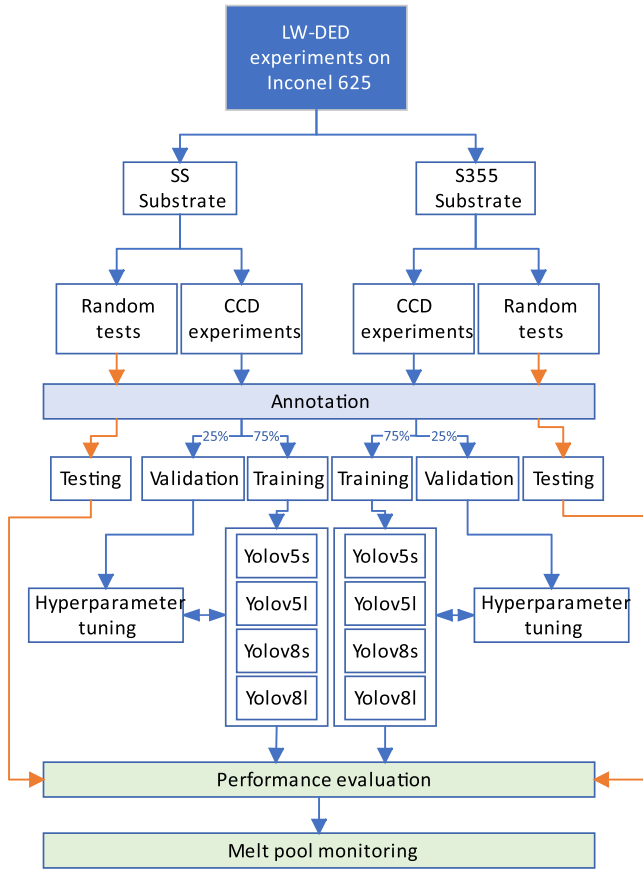 LW-DED
experiments on
Inconel 625
SS
Substrate
S355
Substrate
Random
tests
CCD
experiments
CCD
experiments
Random
tests
Annotation
25%
75%
75%
25%
Testing
Validation
Training
Training
Validation
Testing
Yolov5s
Yolov5l
Yolov8s
Yolov8l
Yolov5s
Yolov5l
Yolov8s
Yolov8l
Hyperparameter
tuning
Hyperparameter
tuning
Performance evaluation
Melt pool monitoring